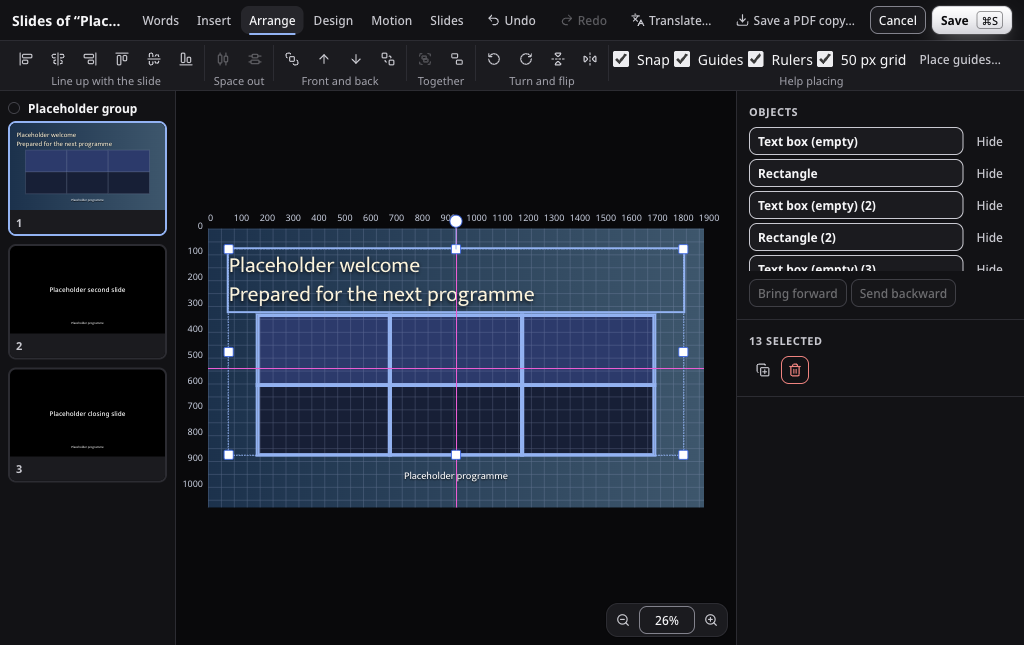 Slides of “Plac...
Words
Insert
Arrange
Design
Motion
Slides
Undo
Redo
Translate...
Save a PDF copy...
Cancel
Save ⌘S
Line up with the slide
Space out
Front and back
Together
Turn and flip
Snap
Guides
Rulers
50 px grid
Place guides...
Help placing
Placeholder group
Placeholder welcome
Prepared for the next programme
Placeholder programme
1
Placeholder second slide
Placeholder programme
2
Placeholder closing slide
Placeholder programme
3
0 100 200 300 400 500 600 700 800 900 1000 1100 1200 1300 1400 1500 1600 1700 1800 1900
0
100
200
300
400
500
600
700
800
900
1000
Placeholder welcome
Prepared for the next programme
Placeholder programme
26%
OBJECTS
Text box (empty) Hide
Rectangle Hide
Text box (empty) (2) Hide
Rectangle (2) Hide
Text box (empty) (3) Hide
Bring forward
Send backward
13 SELECTED